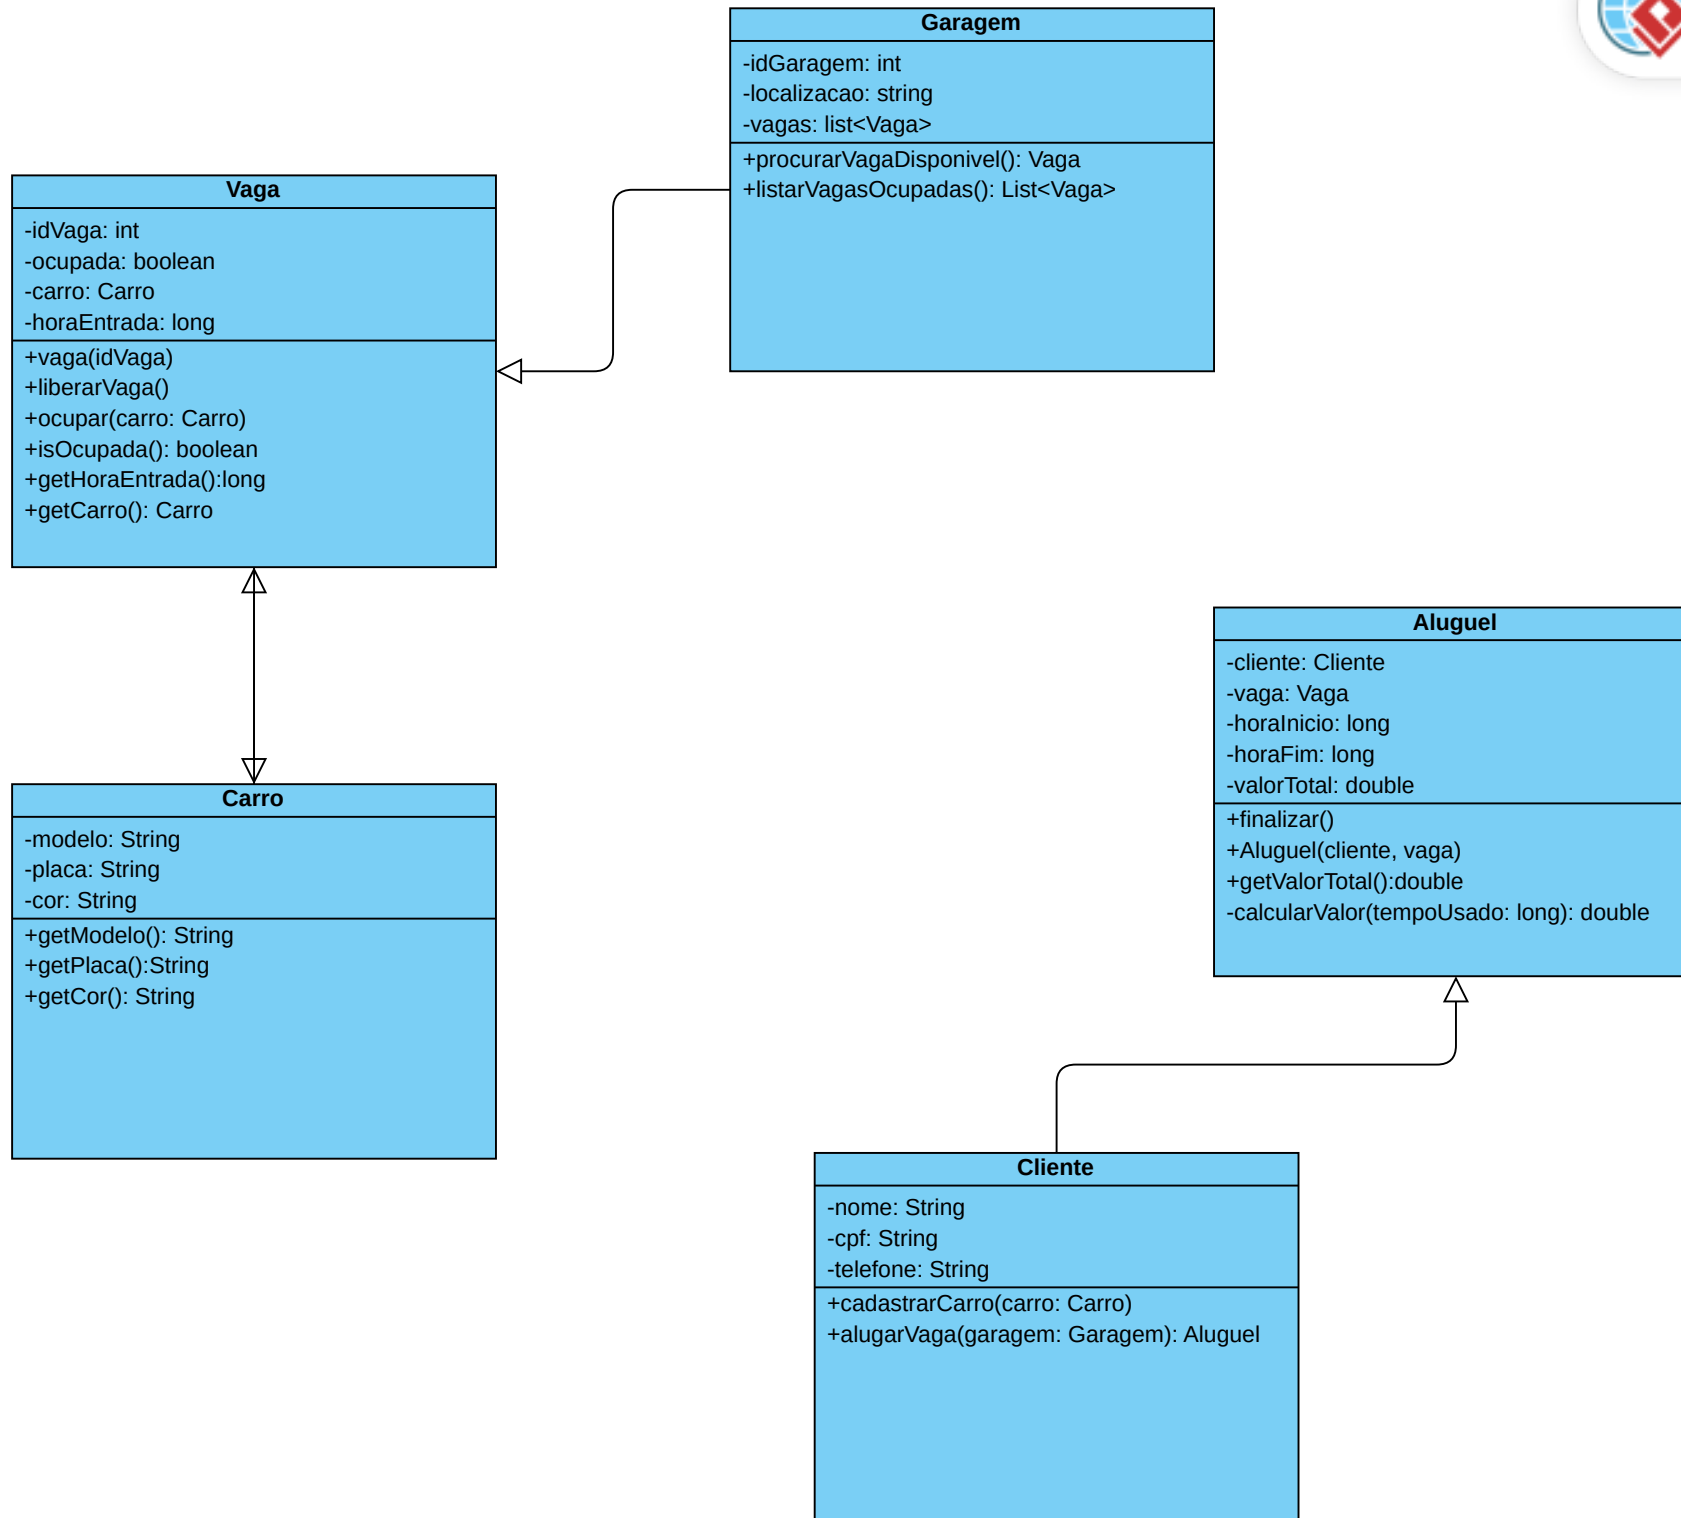 Garagem
-idGaragem: int
-localizacao: string
-vagas: list<Vaga>
+procurarVagaDisponivel(): Vaga
+listarVagasOcupadas(): List<Vaga>
Vaga
-idVaga: int
-ocupada: boolean
-carro: Carro
-horaEntrada: long
+vaga(idVaga)
+liberarVaga()
+ocupar(carro: Carro)
+isOcupada(): boolean
+getHoraEntrada():long
+getCarro(): Carro
Aluguel
-cliente: Cliente
-vaga: Vaga
-horaInicio: long
-horaFim: long
-valorTotal: double
+finalizar()
+Aluguel(cliente, vaga)
+getValorTotal():double
-calcularValor(tempoUsado: long): double
Carro
-modelo: String
-placa: String
-cor: String
+getModelo(): String
+getPlaca():String
+getCor(): String
Cliente
-nome: String
-cpf: String
-telefone: String
+cadastrarCarro(carro: Carro)
+alugarVaga(garagem: Garagem): Aluguel